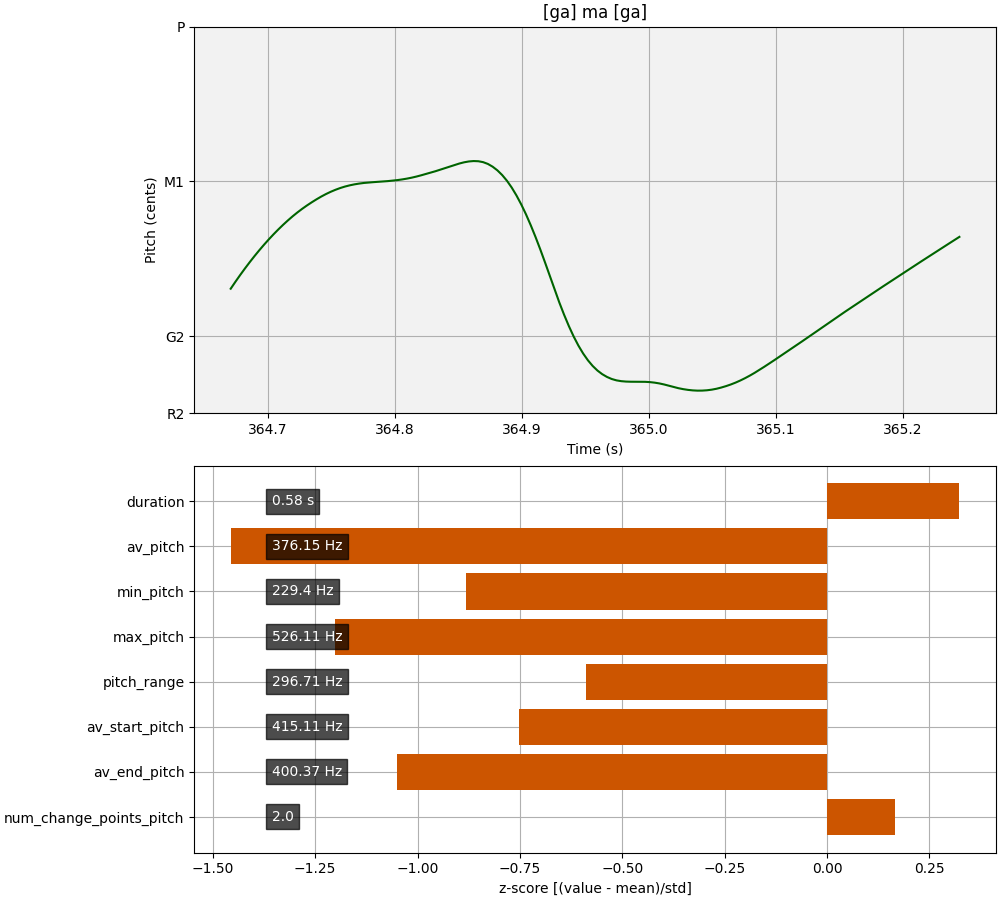 [ga] ma [ga]
P
M1
G2
R2
Pitch (cents)
364.7 364.8 364.9 365.0 365.1 365.2
Time (s)
duration 0.58 s
av_pitch 376.15 Hz
min_pitch 229.4 Hz
max_pitch 526.11 Hz
pitch_range 296.71 Hz
av_start_pitch 415.11 Hz
av_end_pitch 400.37 Hz
num_change_points_pitch 2.0
−1.50 −1.25 −1.00 −0.75 −0.50 −0.25 0.00 0.25
z-score [(value - mean)/std]